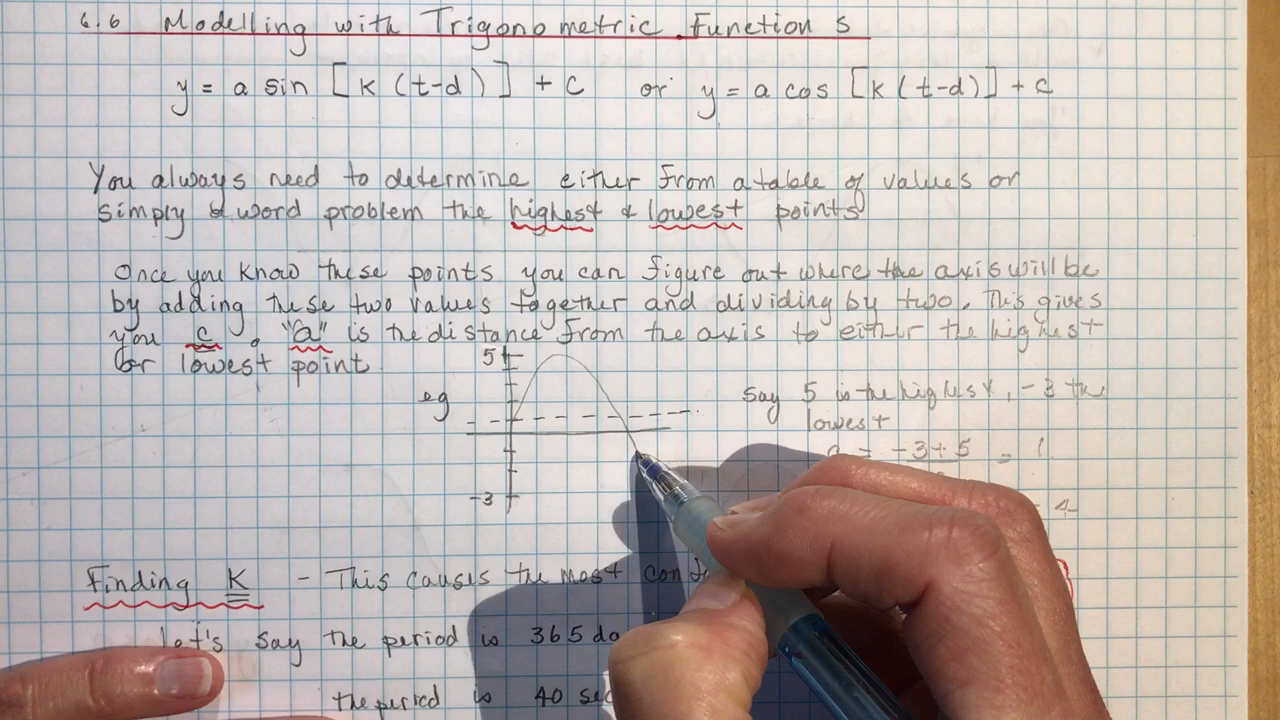 6.6 Modelling with Trigonometric Functions
y = a sin [k (t-d)] + c or y = a cos [k (t-d)] + c
You always need to determine either from a table of values or
simply word problem the highest & lowest points
Once you know these points you can figure out where the axis will be
by adding these two values together and dividing by two. This gives
you c. "a" is the distance from the axis to either the highest
or lowest point
eg
5
-3
say 5 is the highest, -3 the
lowest
= -3+5 = 1
4
Finding K - This causes the most
let's say the period is 365
the period is 40